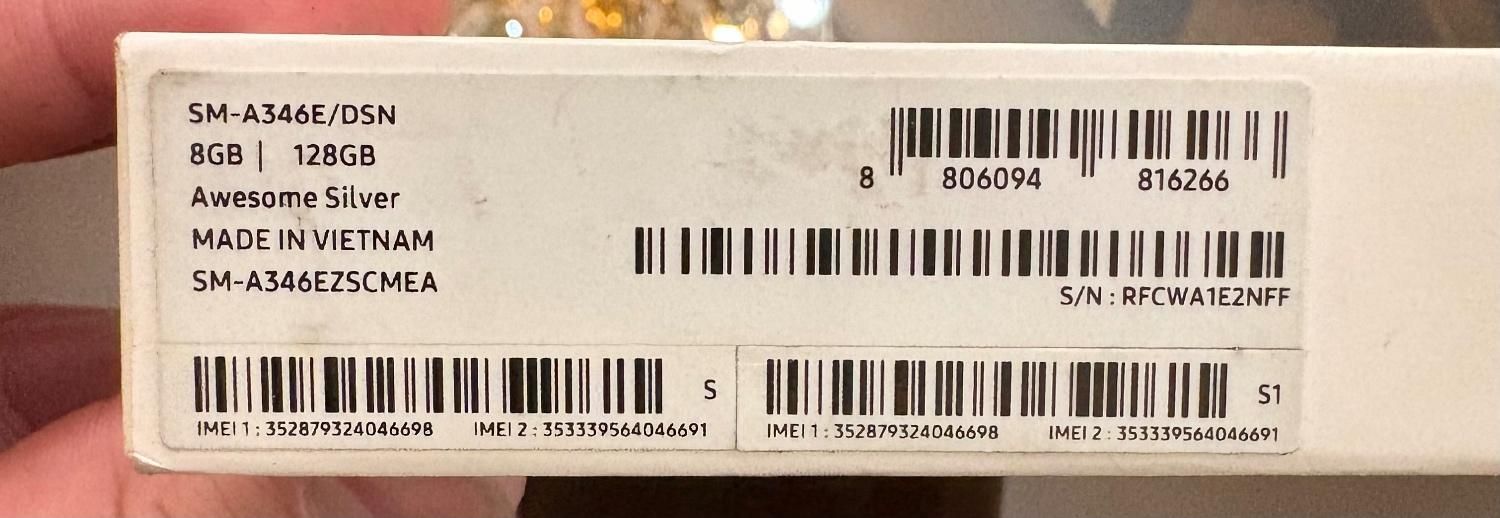 SM-A346E/DSN
8GB | 128GB
Awesome Silver
MADE IN VIETNAM
SM-A346EZSCMEA
8 806094 816266
S/N : RFCWA1E2NFF
S
IMEI 1 : 352879324046698 IMEI 2 : 353339564046691
S1
IMEI 1 : 352879324046698 IMEI 2 : 353339564046691